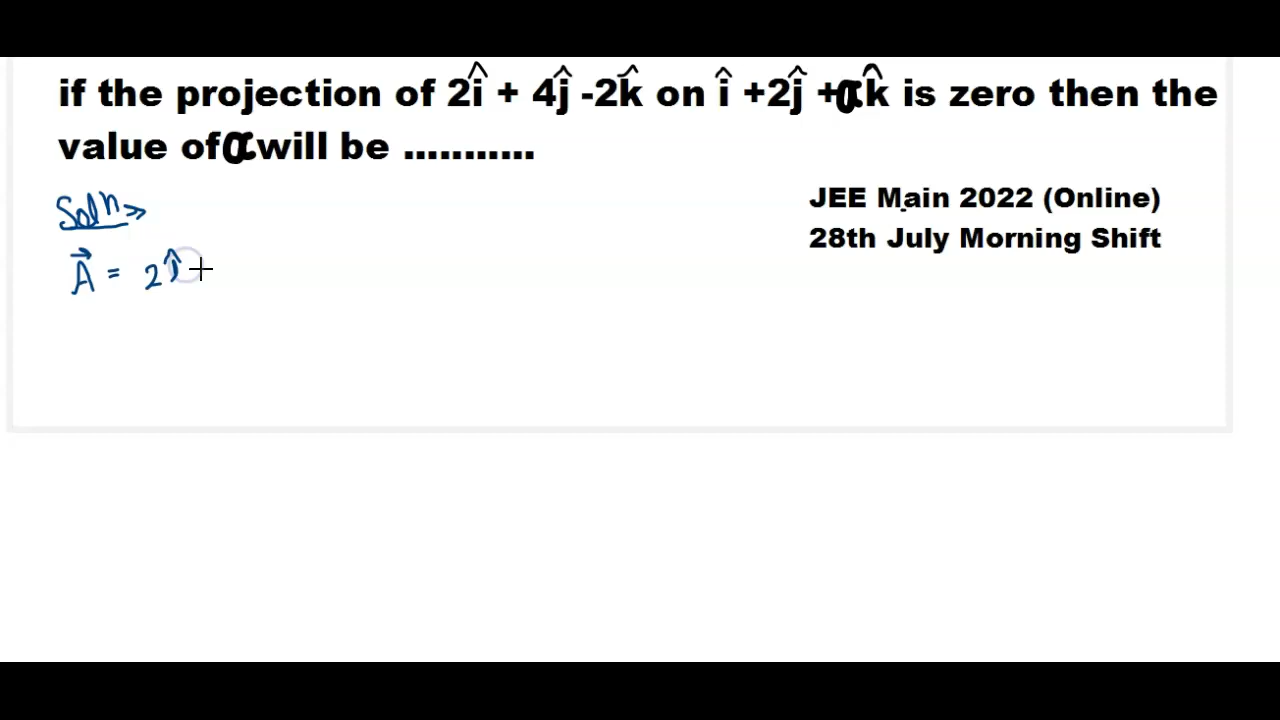 if the projection of 2î + 4ĵ -2k̂ on î +2ĵ +αk̂ is zero then the
value of α will be ...........
JEE Main 2022 (Online)
28th July Morning Shift
Solⁿ >>
A⃗ = 2î +